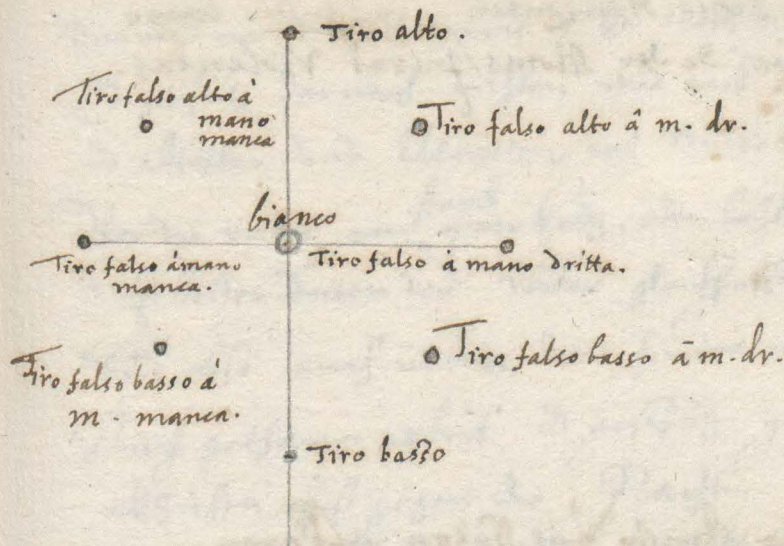 Tiro alto.
Tiro falso alto à
mano
manca
Tiro falso alto â m. dr.
bianco
Tiro falso à mano
manca.
Tiro falso à mano dritta.
Tiro falso basso à
m. manca.
Tiro falso basso ā m. dr.
Tiro basso